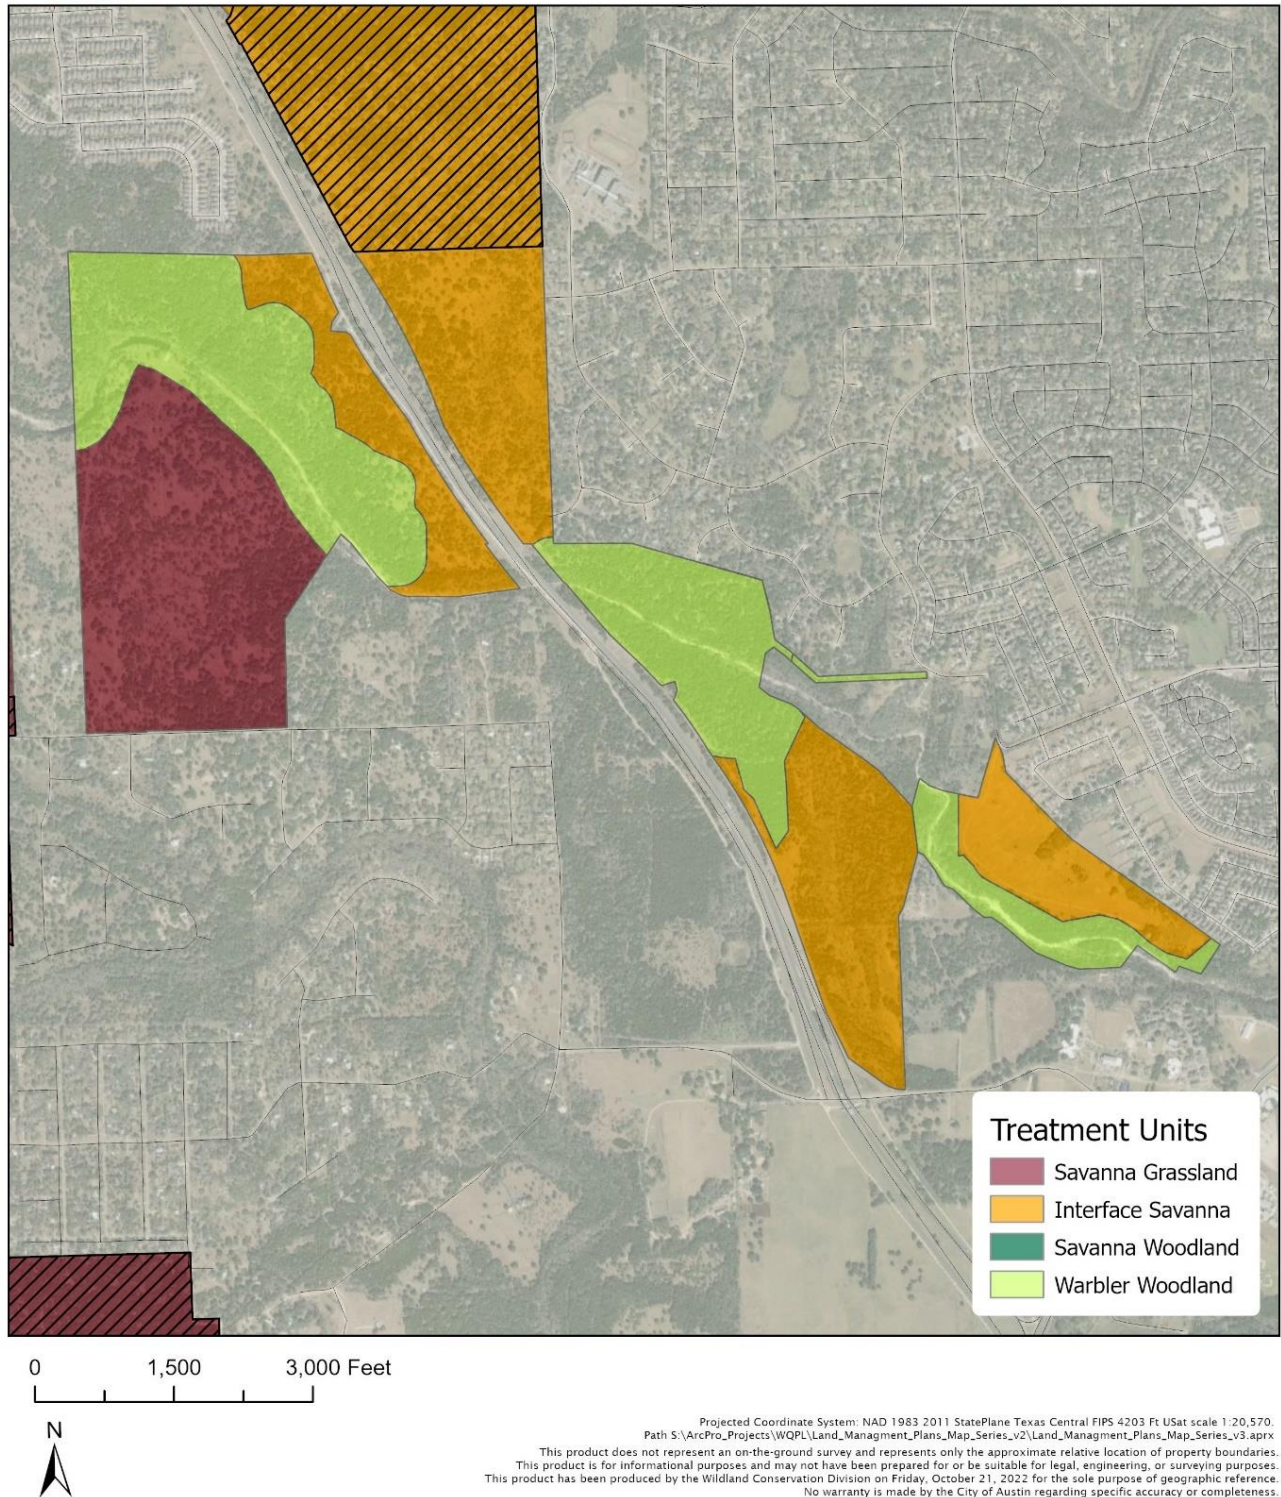 Treatment Units
Savanna Grassland
Interface Savanna
Savanna Woodland
Warbler Woodland
0 1,500 3,000 Feet
N
Projected Coordinate System: NAD 1983 2011 StatePlane Texas Central FIPS 4203 Ft USat scale 1:20,570.
Path S:\ArcPro_Projects\WQPL\Land_Managment_Plans_Map_Series_v2\Land_Managment_Plans_Map_Series_v3.aprx
This product does not represent an on-the-ground survey and represents only the approximate relative location of property boundaries.
This product is for informational purposes and may not have been prepared for or be suitable for legal, engineering, or surveying purposes.
This product has been produced by the Wildland Conservation Division on Friday, October 21, 2022 for the sole purpose of geographic reference.
No warranty is made by the City of Austin regarding specific accuracy or completeness.